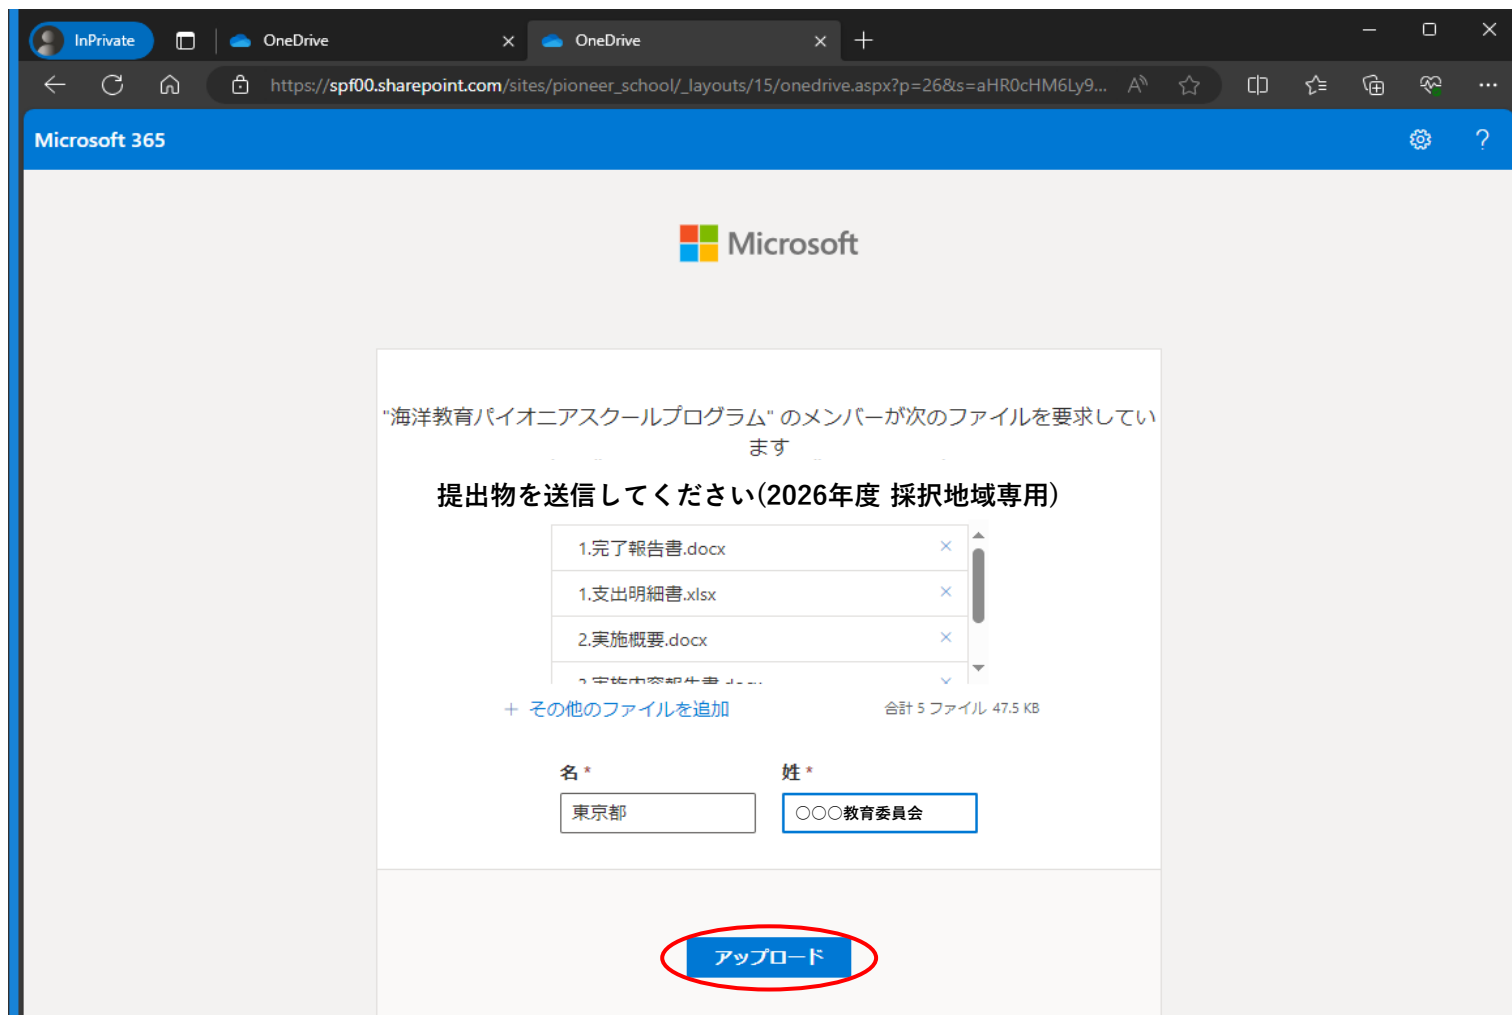 InPrivate
OneDrive
OneDrive
https://spf00.sharepoint.com/sites/pioneer_school/_layouts/15/onedrive.aspx?p=26&s=aHR0cHM6Ly9...
Microsoft 365
Microsoft
"海洋教育パイオニアスクールプログラム" のメンバーが次のファイルを要求してい
ます
提出物を送信してください(2026年度 採択地域専用)
1.完了報告書.docx
1.支出明細書.xlsx
2.実施概要.docx
+ その他のファイルを追加
合計 5 ファイル 47.5 KB
名 *
姓 *
東京都
○○○教育委員会
アップロード